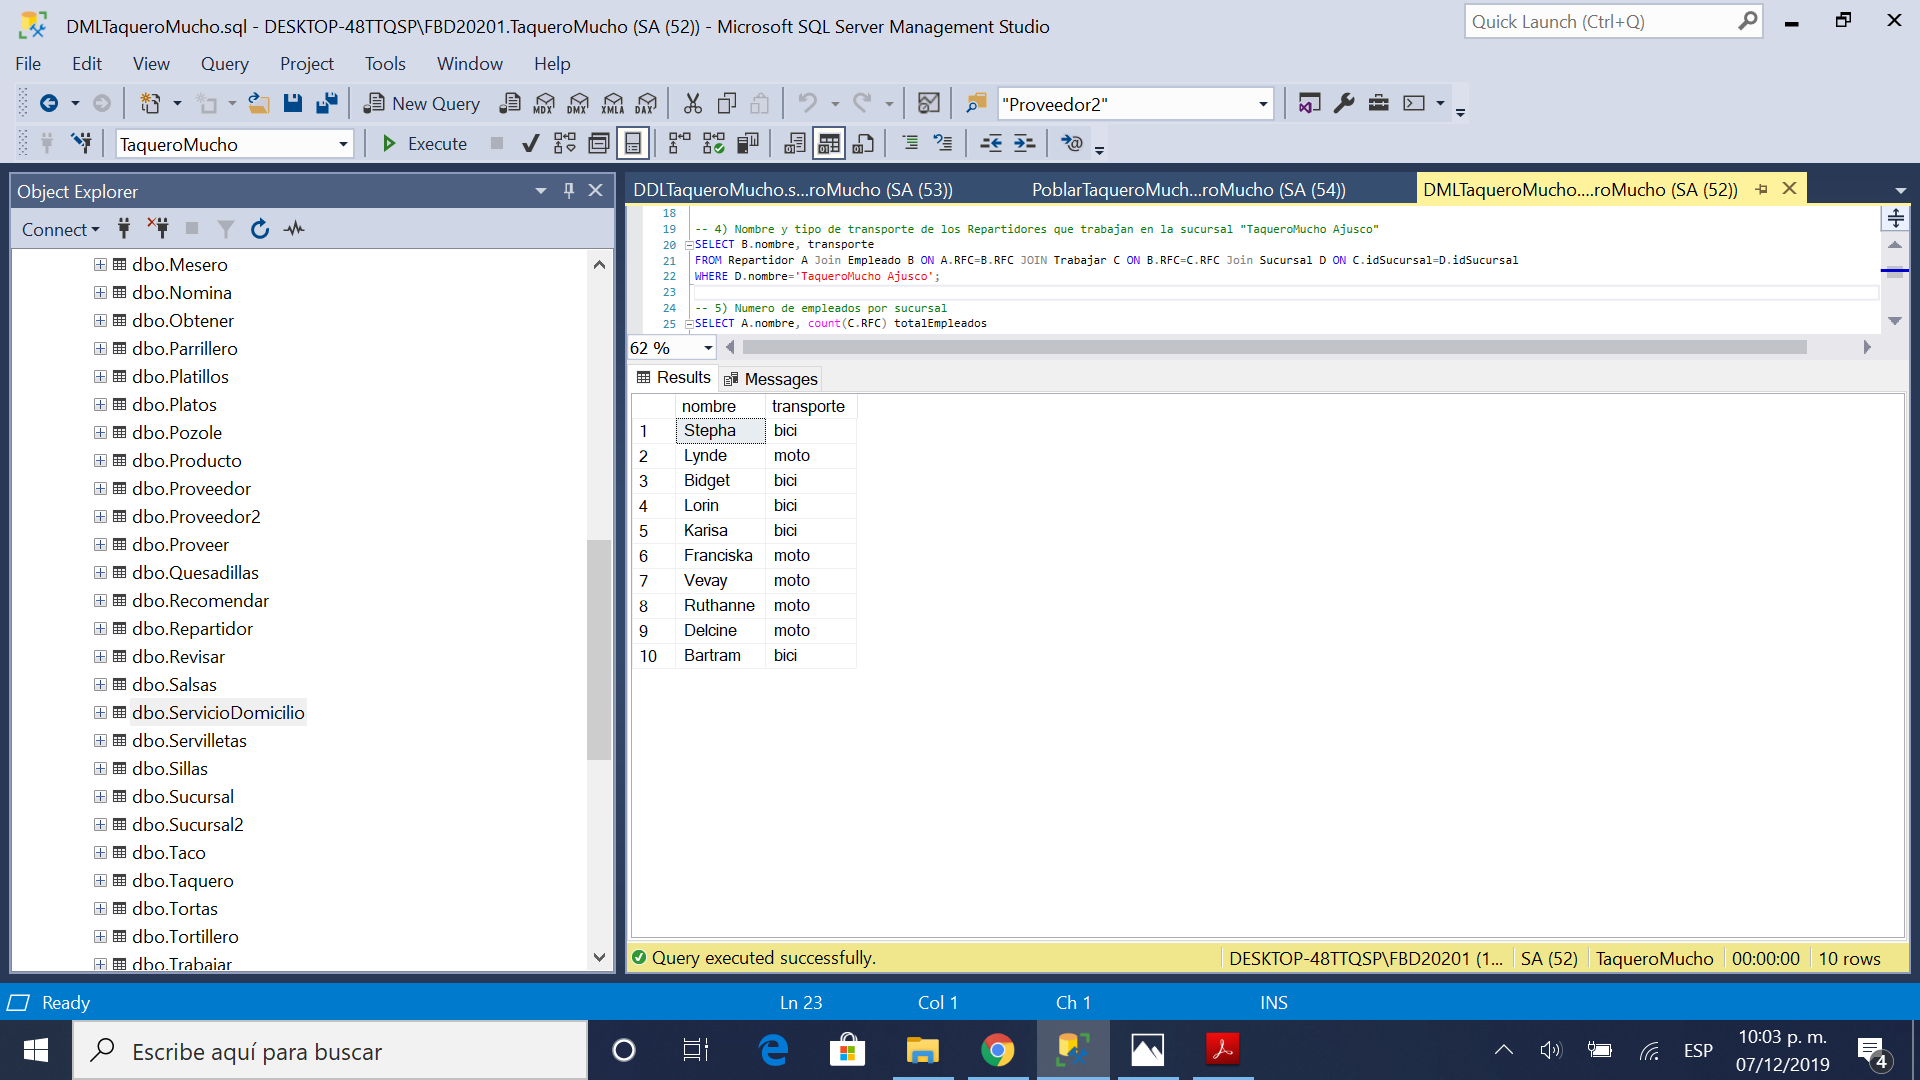 DMLTaqueroMucho.sql - DESKTOP-48TTQSP\FBD20201.TaqueroMucho (SA (52)) - Microsoft SQL Server Management Studio
Quick Launch (Ctrl+Q)
File Edit View Query Project Tools Window Help
New Query MDX DMX XMLA DAX "Proveedor2"
TaqueroMucho Execute
Object Explorer
Connect
dbo.Mesero
dbo.Nomina
dbo.Obtener
dbo.Parrillero
dbo.Platillos
dbo.Platos
dbo.Pozole
dbo.Producto
dbo.Proveedor
dbo.Proveedor2
dbo.Proveer
dbo.Quesadillas
dbo.Recomendar
dbo.Repartidor
dbo.Revisar
dbo.Salsas
dbo.ServicioDomicilio
dbo.Servilletas
dbo.Sillas
dbo.Sucursal
dbo.Sucursal2
dbo.Taco
dbo.Taquero
dbo.Tortas
dbo.Tortillero
dbo.Trabajar
DDLTaqueroMucho.s...roMucho (SA (53)) PoblarTaqueroMuch...roMucho (SA (54)) DMLTaqueroMucho....roMucho (SA (52))
18
19 -- 4) Nombre y tipo de transporte de los Repartidores que trabajan en la sucursal "TaqueroMucho Ajusco"
20 SELECT B.nombre, transporte
21 FROM Repartidor A Join Empleado B ON A.RFC=B.RFC JOIN Trabajar C ON B.RFC=C.RFC Join Sucursal D ON C.idSucursal=D.idSucursal
22 WHERE D.nombre='TaqueroMucho Ajusco';
23
24 -- 5) Numero de empleados por sucursal
25 SELECT A.nombre, count(C.RFC) totalEmpleados
62 %
Results Messages
nombre transporte
1 Stepha bici
2 Lynde moto
3 Bidget bici
4 Lorin bici
5 Karisa bici
6 Franciska moto
7 Vevay moto
8 Ruthanne moto
9 Delcine moto
10 Bartram bici
Query executed successfully. DESKTOP-48TTQSP\FBD20201 (1... SA (52) TaqueroMucho 00:00:00 10 rows
Ready Ln 23 Col 1 Ch 1 INS
Escribe aquí para buscar
ESP
10:03 p. m.
07/12/2019
4